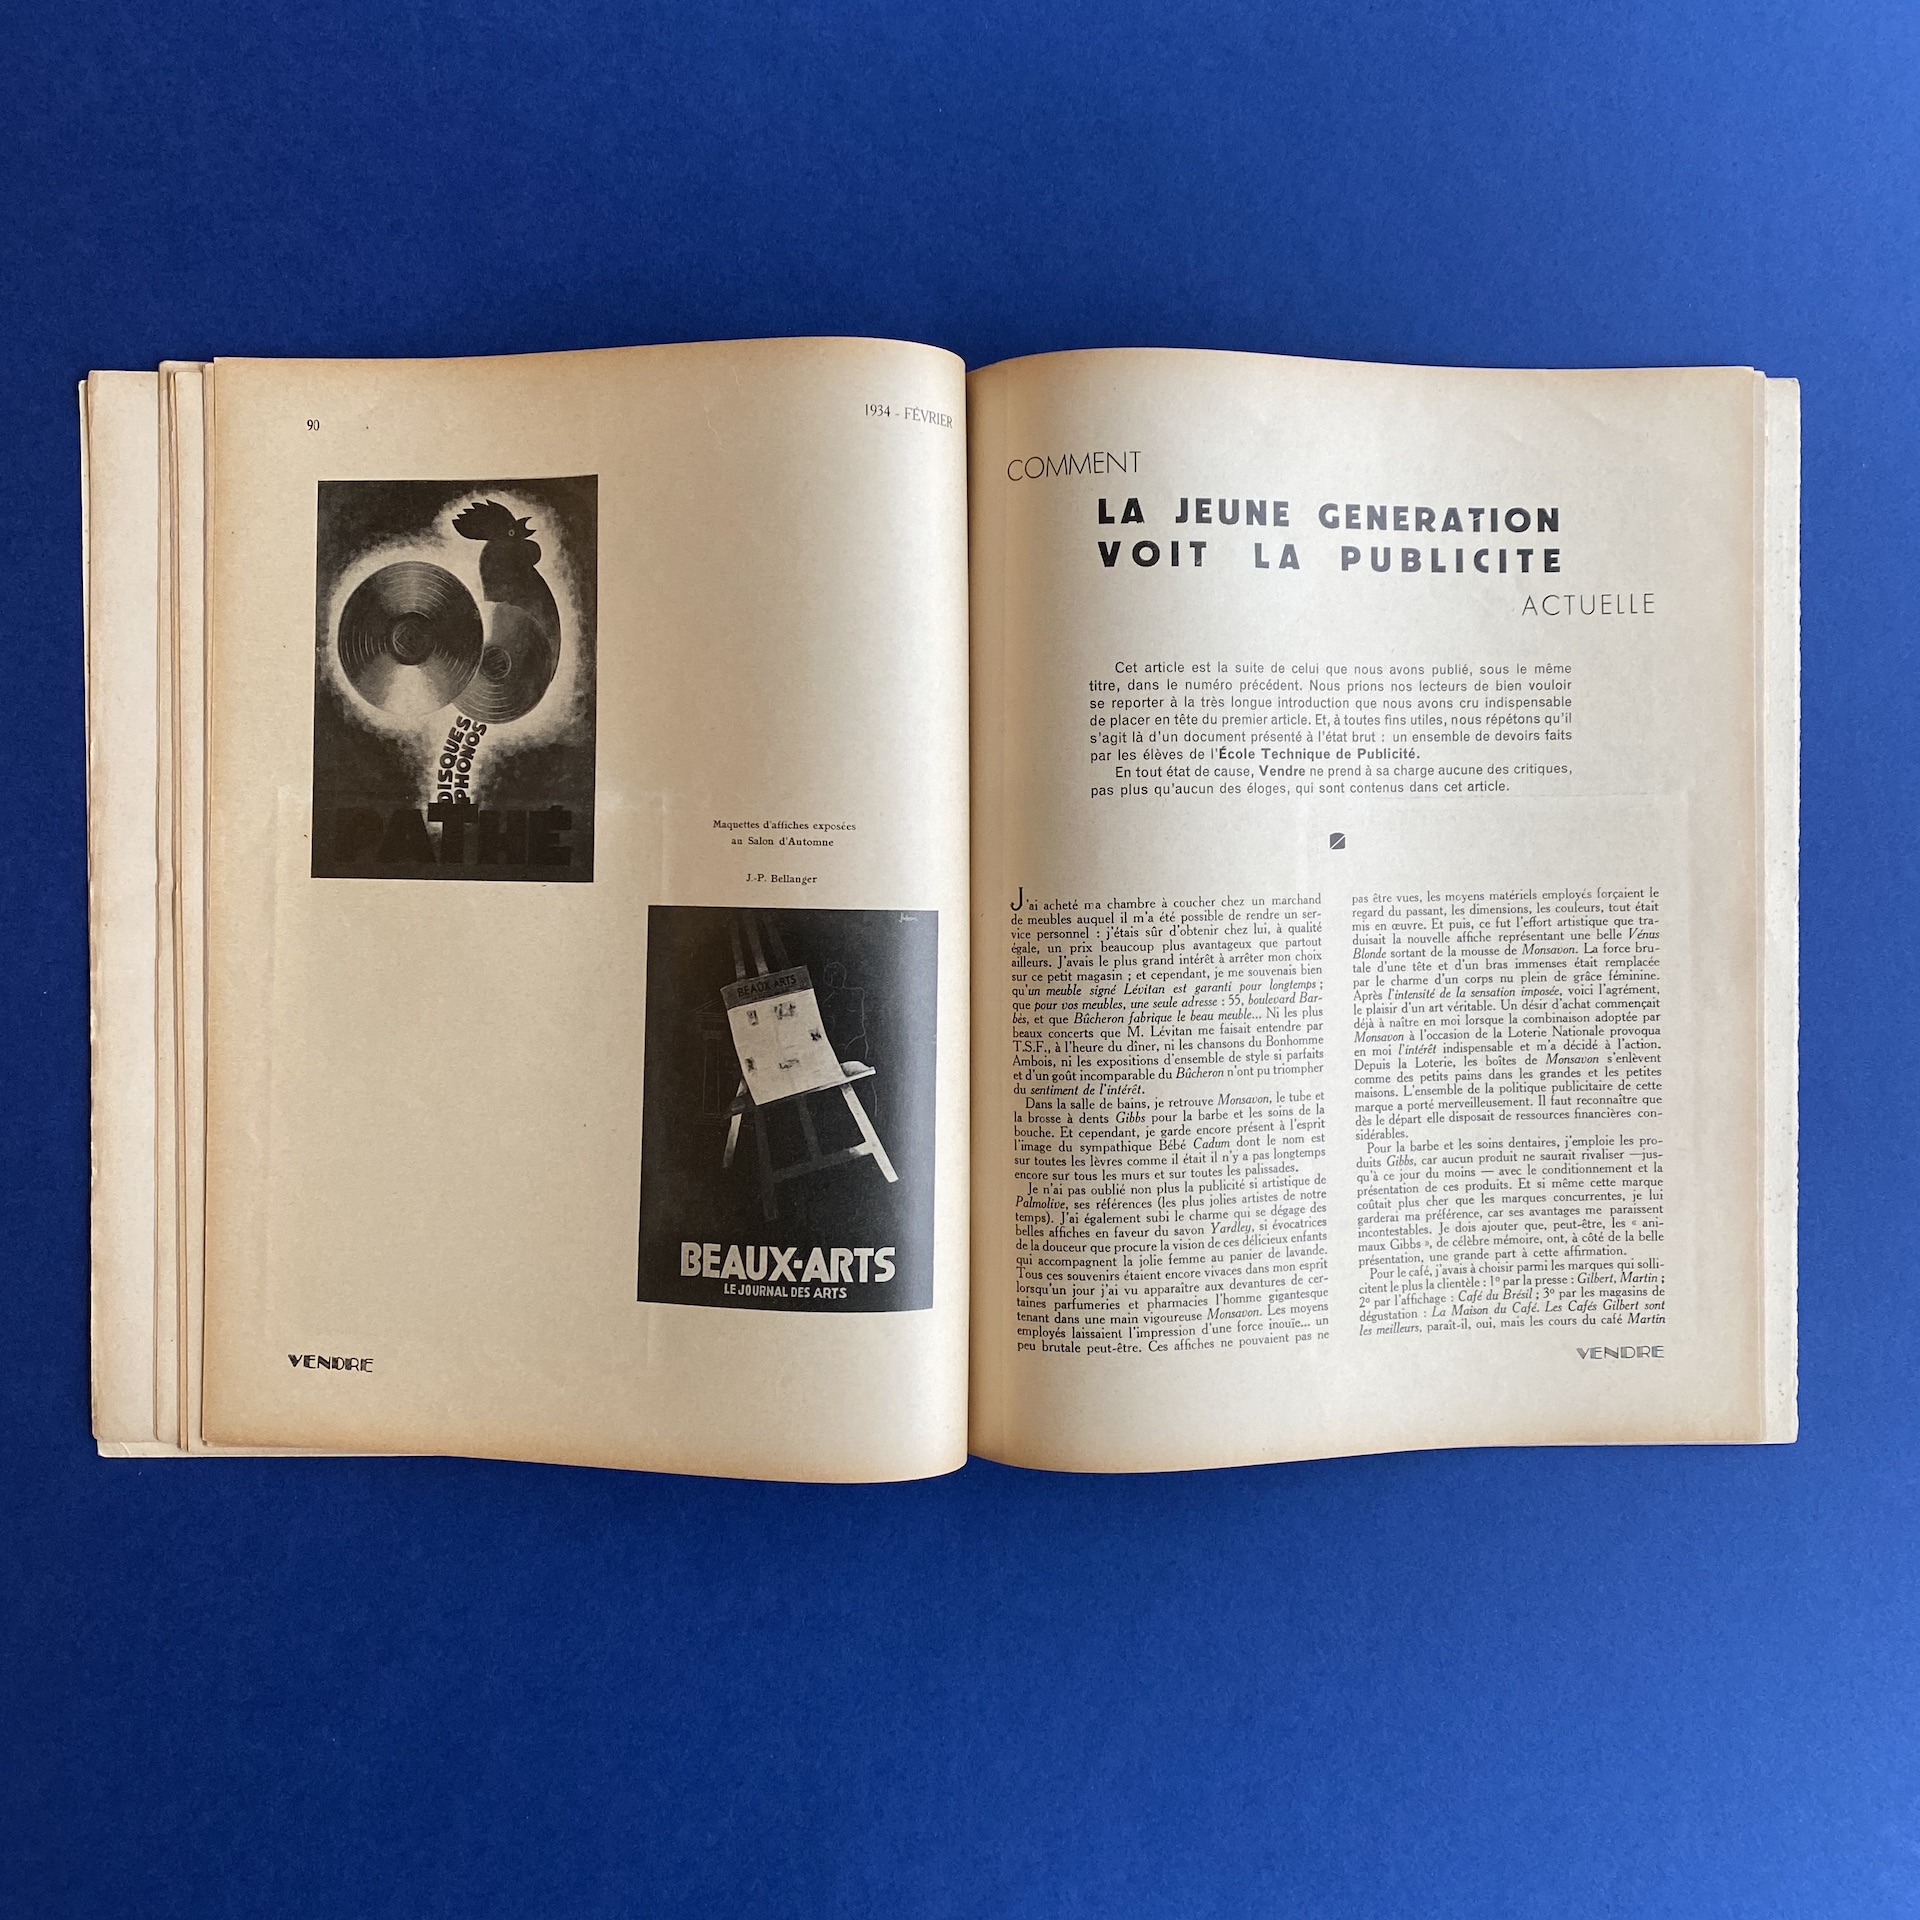 90
1934 - FÉVRIER
DISQUES
PHONOS
PATHÉ
Maquettes d'affiches exposées
au Salon d'Automne
J.-P. Bellanger
BEAUX ARTS
BEAUX-ARTS
LE JOURNAL DES ARTS
VENDRE
COMMENT
LA JEUNE GENERATION
VOIT LA PUBLICITE
ACTUELLE
Cet article est la suite de celui que nous avons publié, sous le même
titre, dans le numéro précédent. Nous prions nos lecteurs de bien vouloir
se reporter à la très longue introduction que nous avons cru indispensable
de placer en tête du premier article. Et, à toutes fins utiles, nous répétons qu'il
s'agit là d'un document présenté à l'état brut : un ensemble de devoirs faits
par les élèves de l'École Technique de Publicité.
En tout état de cause, Vendre ne prend à sa charge aucune des critiques,
pas plus qu'aucun des éloges, qui sont contenus dans cet article.
J'ai acheté ma chambre à coucher chez un marchand
de meubles auquel il m'a été possible de rendre un ser-
vice personnel : j'étais sûr d'obtenir chez lui, à qualité
égale, un prix beaucoup plus avantageux que partout
ailleurs. J'avais le plus grand intérêt à arrêter mon choix
sur ce petit magasin ; et cependant, je me souvenais bien
qu'un meuble signé Lévitan est garanti pour longtemps ;
que pour vos meubles, une seule adresse : 55, boulevard Bar-
bès, et que Bûcheron fabrique le beau meuble... Ni les plus
beaux concerts que M. Lévitan me faisait entendre par
T.S.F., à l'heure du dîner, ni les chansons du Bonhomme
Ambois, ni les expositions d'ensemble de style si parfaits
et d'un goût incomparable du Bûcheron n'ont pu triompher
du sentiment de l'intérêt.
Dans la salle de bains, je retrouve Monsavon, le tube et
la brosse à dents Gibbs pour la barbe et les soins de la
bouche. Et cependant, je garde encore présent à l'esprit
l'image du sympathique Bébé Cadum dont le nom est
sur toutes les lèvres comme il était il n'y a pas longtemps
encore sur tous les murs et sur toutes les palissades.
Je n'ai pas oublié non plus la publicité si artistique de
Palmolive, ses références (les plus jolies artistes de notre
temps). J'ai également subi le charme qui se dégage des
belles affiches en faveur du savon Yardley, si évocatrices
de la douceur que procure la vision de ces délicieux enfants
qui accompagnent la jolie femme au panier de lavande.
Tous ces souvenirs étaient encore vivaces dans mon esprit
lorsqu'un jour j'ai vu apparaître aux devantures de cer-
taines parfumeries et pharmacies l'homme gigantesque
tenant dans une main vigoureuse Monsavon. Les moyens
employés laissaient l'impression d'une force inouïe... un
peu brutale peut-être. Ces affiches ne pouvaient pas ne
pas être vues, les moyens matériels employés forçaient le
regard du passant, les dimensions, les couleurs, tout était
mis en œuvre. Et puis, ce fut l'effort artistique que tra-
duisait la nouvelle affiche représentant une belle Vénus
Blonde sortant de la mousse de Monsavon. La force bru-
tale d'une tête et d'un bras immenses était remplacée
par le charme d'un corps nu plein de grâce féminine.
Après l'intensité de la sensation imposée, voici l'agrément,
le plaisir d'un art véritable. Un désir d'achat commençait
déjà à naître en moi lorsque la combinaison adoptée par
Monsavon à l'occasion de la Loterie Nationale provoqua
en moi l'intérêt indispensable et m'a décidé à l'action.
Depuis la Loterie, les boîtes de Monsavon s'enlèvent
comme des petits pains dans les grandes et les petites
maisons. L'ensemble de la politique publicitaire de cette
marque a porté merveilleusement. Il faut reconnaître que
dès le départ elle disposait de ressources financières con-
sidérables.
Pour la barbe et les soins dentaires, j'emploie les pro-
duits Gibbs, car aucun produit ne saurait rivaliser —jus-
qu'à ce jour du moins — avec le conditionnement et la
présentation de ces produits. Et si même cette marque
coûtait plus cher que les marques concurrentes, je lui
garderai ma préférence, car ses avantages me paraissent
incontestables. Je dois ajouter que, peut-être, les « ani-
maux Gibbs », de célèbre mémoire, ont, à côté de la belle
présentation, une grande part à cette affirmation.
Pour le café, j'avais à choisir parmi les marques qui solli-
citent le plus la clientèle : 1° par la presse : Gilbert, Martin ;
2° par l'affichage : Café du Brésil ; 3° par les magasins de
dégustation : La Maison du Café. Les Cafés Gilbert sont
les meilleurs, paraît-il, oui, mais les cours du café Martin
VENDRE